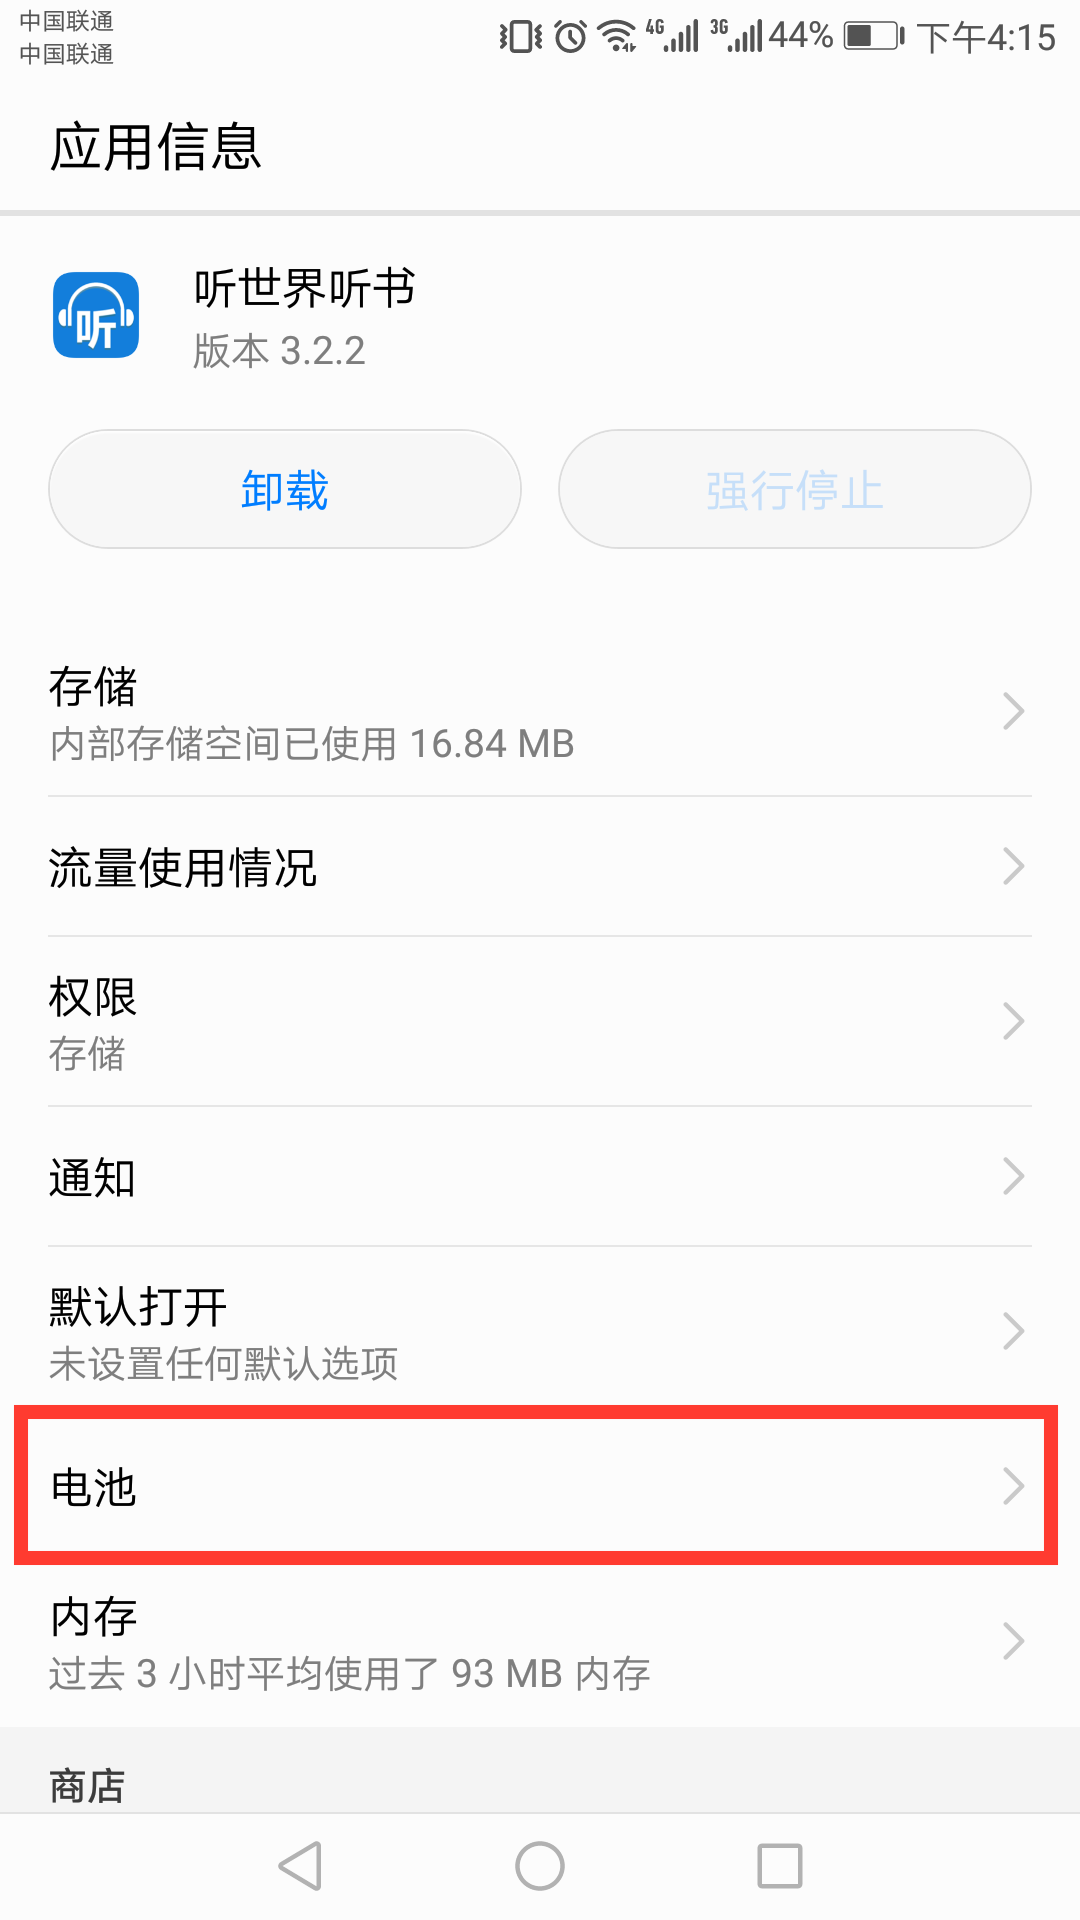 中国联通
中国联通
4G 3G 44% 下午4:15
应用信息
听
听世界听书
版本 3.2.2
卸载 强行停止
存储
内部存储空间已使用 16.84 MB
流量使用情况
权限
存储
通知
默认打开
未设置任何默认选项
电池
内存
过去 3 小时平均使用了 93 MB 内存
商店